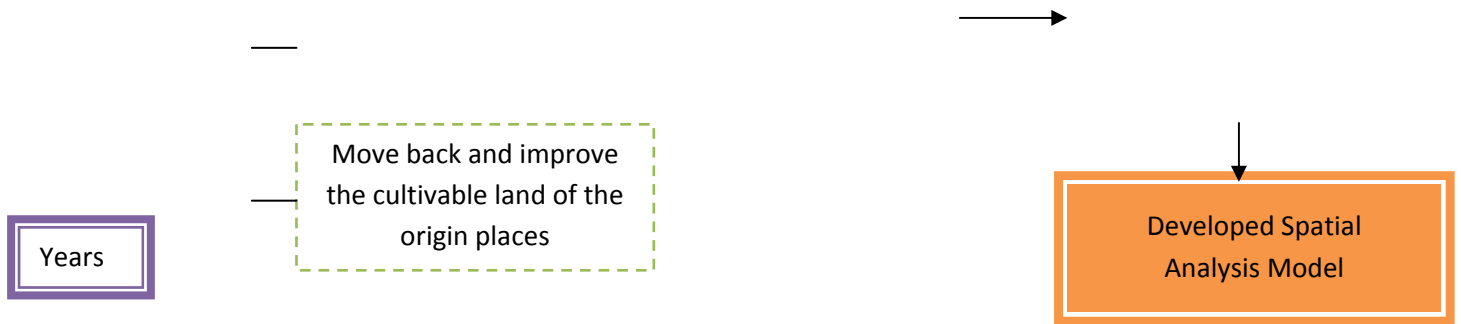 Move back and improve
the cultivable land of the
origin places
Years
Developed Spatial
Analysis Model